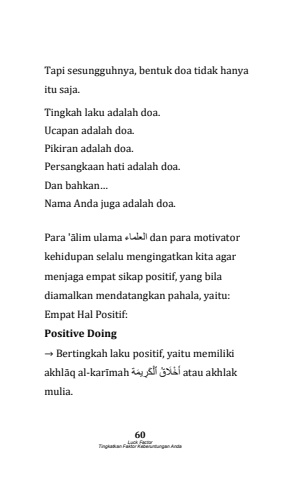 Tapi sesungguhnya, bentuk doa tidak hanya
itu saja.
Tingkah laku adalah doa.
Ucapan adalah doa.
Pikiran adalah doa.
Persangkaan hati adalah doa.
Dan bahkan…
Nama Anda juga adalah doa.
Para 'ālim ulama العلماء dan para motivator
kehidupan selalu mengingatkan kita agar
menjaga empat sikap positif, yang bila
diamalkan mendatangkan pahala, yaitu:
Empat Hal Positif:
Positive Doing
→ Bertingkah laku positif, yaitu memiliki
akhlāq al-karīmah أَخْلَاقْ ٱلْكَرِيمَة atau akhlak
mulia.
60
Luck Factor
Tingkatkan Faktor Keberuntungan Anda